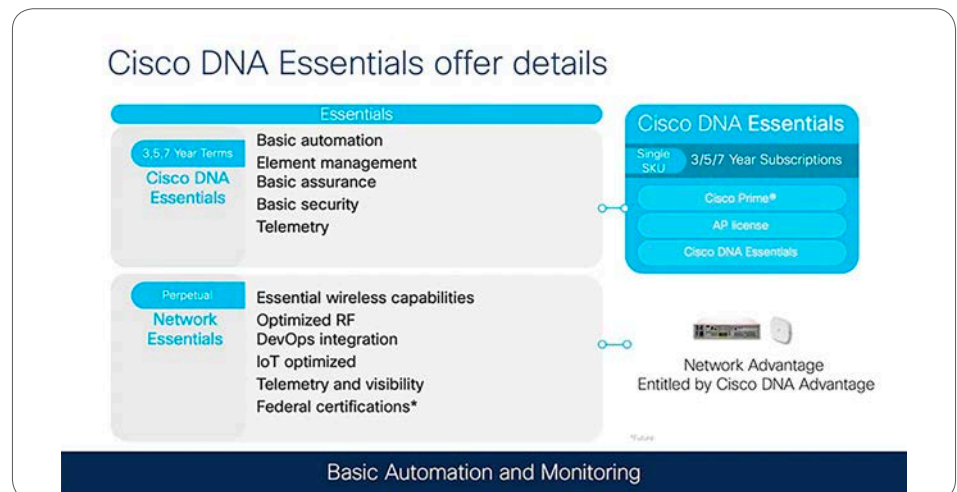 Cisco DNA Essentials offer details
Essentials
3,5,7 Year Terms
Cisco DNA
Essentials
Basic automation
Element management
Basic assurance
Basic security
Telemetry
Perpetual
Network
Essentials
Essential wireless capabilities
Optimized RF
DevOps integration
IoT optimized
Telemetry and visibility
Federal certifications*
Cisco DNA Essentials
Single
SKU
3/5/7 Year Subscriptions
Cisco Prime®
AP license
Cisco DNA Essentials
Network Advantage
Entitled by Cisco DNA Advantage
*Future
Basic Automation and Monitoring